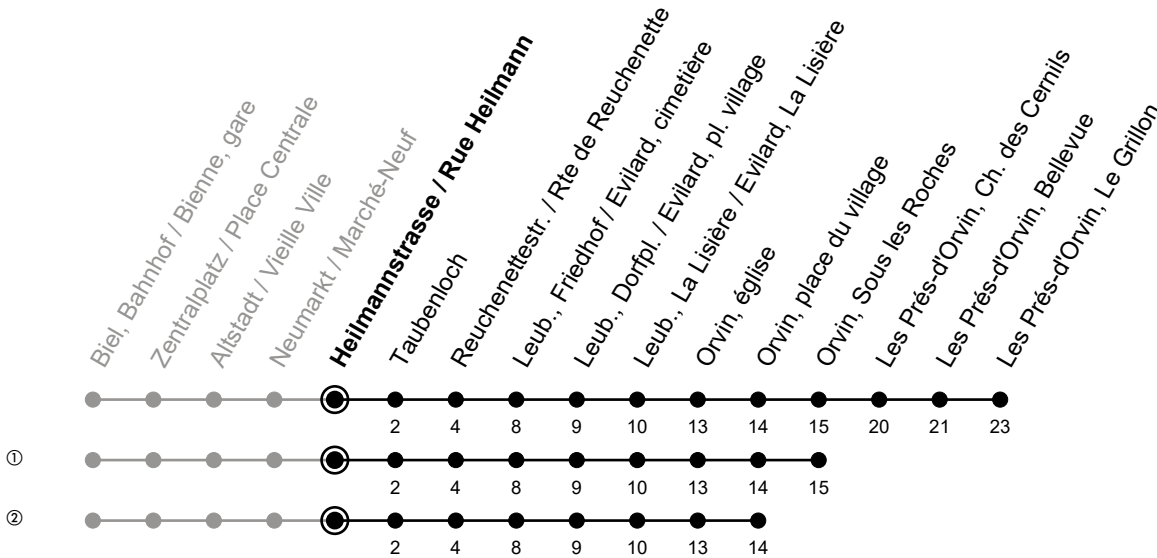 Biel, Bahnhof / Bienne, gare
Zentralplatz / Place Centrale
Altstadt / Vieille Ville
Neumarkt / Marché-Neuf
Heilmannstrasse / Rue Heilmann
Taubenloch
Reuchenettestr. / Rte de Reuchenette
Leub., Friedhof / Evilard, cimetière
Leub., Dorfpl. / Evilard, pl. village
Leub., La Lisière / Evilard, La Lisière
Orvin, église
Orvin, place du village
Orvin, Sous les Roches
Les Prés-d'Orvin, Ch. des Cernils
Les Prés-d'Orvin, Bellevue
Les Prés-d'Orvin, Le Grillon
2 4 8 9 10 13 14 15 20 21 23
①
2 4 8 9 10 13 14 15
②
2 4 8 9 10 13 14